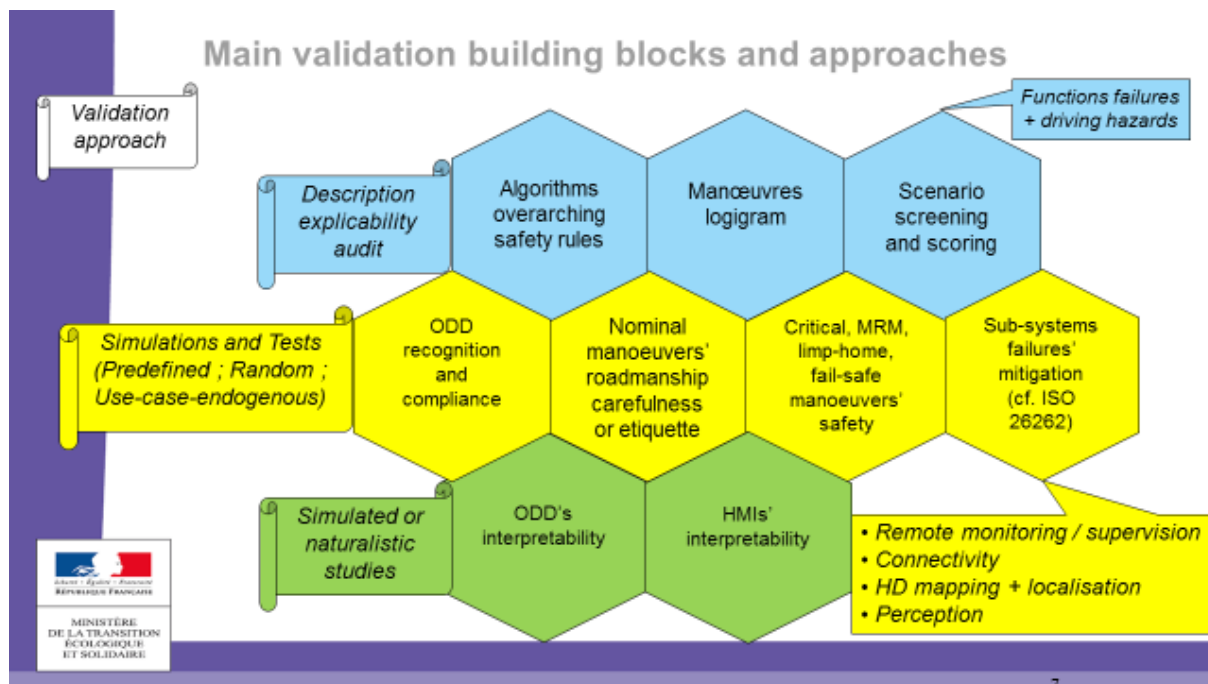 Main validation building blocks and approaches
Validation
approach
Functions failures
+ driving hazards
Description
explicability
audit
Algorithms
overarching
safety rules
Manœuvres
logigram
Scenario
screening
and scoring
Simulations and Tests
(Predefined ; Random ;
Use-case-endogenous)
ODD
recognition
and
compliance
Nominal
manoeuvers'
roadmanship
carefulness
or etiquette
Critical, MRM,
limp-home,
fail-safe
manoeuvers'
safety
Sub-systems
failures'
mitigation
(cf. ISO
26262)
Simulated or
naturalistic
studies
ODD's
interpretability
HMIs'
interpretability
• Remote monitoring / supervision
• Connectivity
• HD mapping + localisation
• Perception
Liberté • Égalité • Fraternité
RÉPUBLIQUE FRANÇAISE
MINISTÈRE
DE LA TRANSITION
ÉCOLOGIQUE
ET SOLIDAIRE